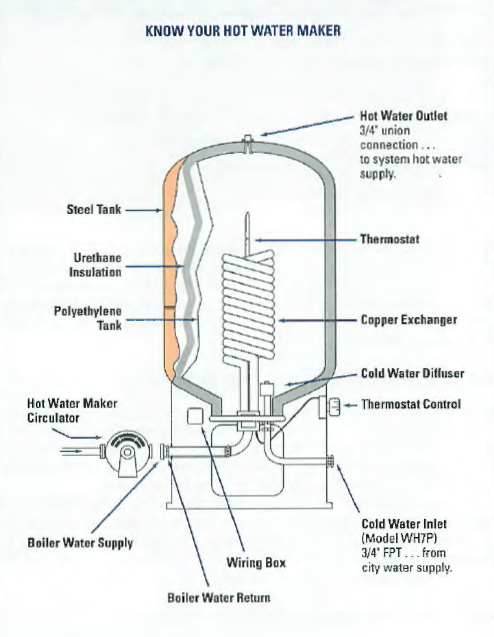 KNOW YOUR HOT WATER MAKER
Hot Water Outlet
3/4" union
connection . . .
to system hot water
supply.
Steel Tank
Thermostat
Urethane
Insulation
Polyethylene
Tank
Copper Exchanger
Cold Water Diffuser
Hot Water Maker
Circulator
Thermostat Control
Cold Water Inlet
(Model WH7P)
3/4" FPT . . . from
city water supply.
Boiler Water Supply
Wiring Box
Boiler Water Return